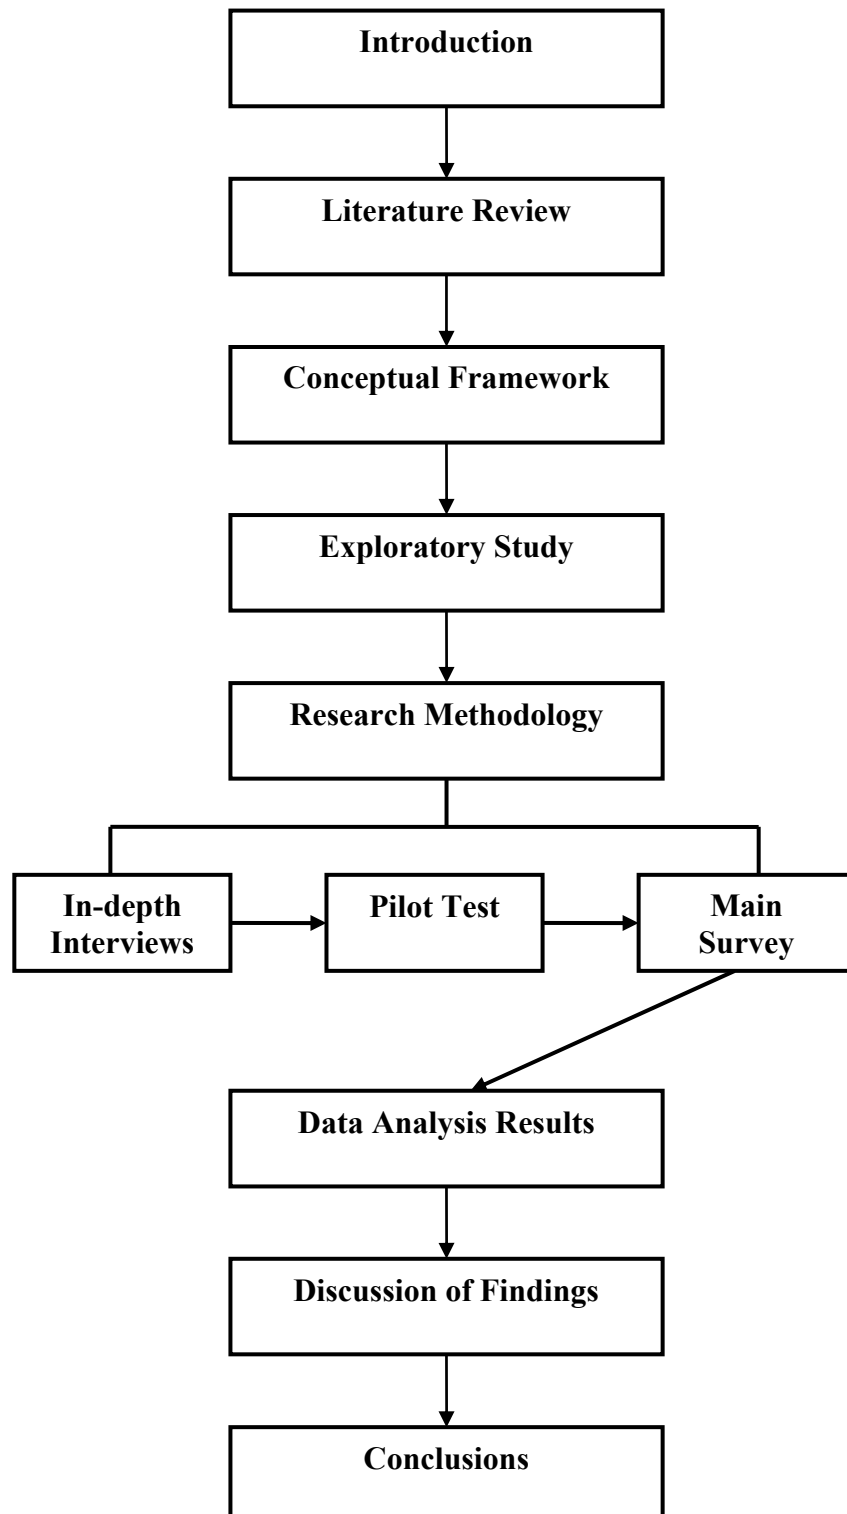 Introduction
Literature Review
Conceptual Framework
Exploratory Study
Research Methodology
In-depth
Interviews
Pilot Test
Main
Survey
Data Analysis Results
Discussion of Findings
Conclusions